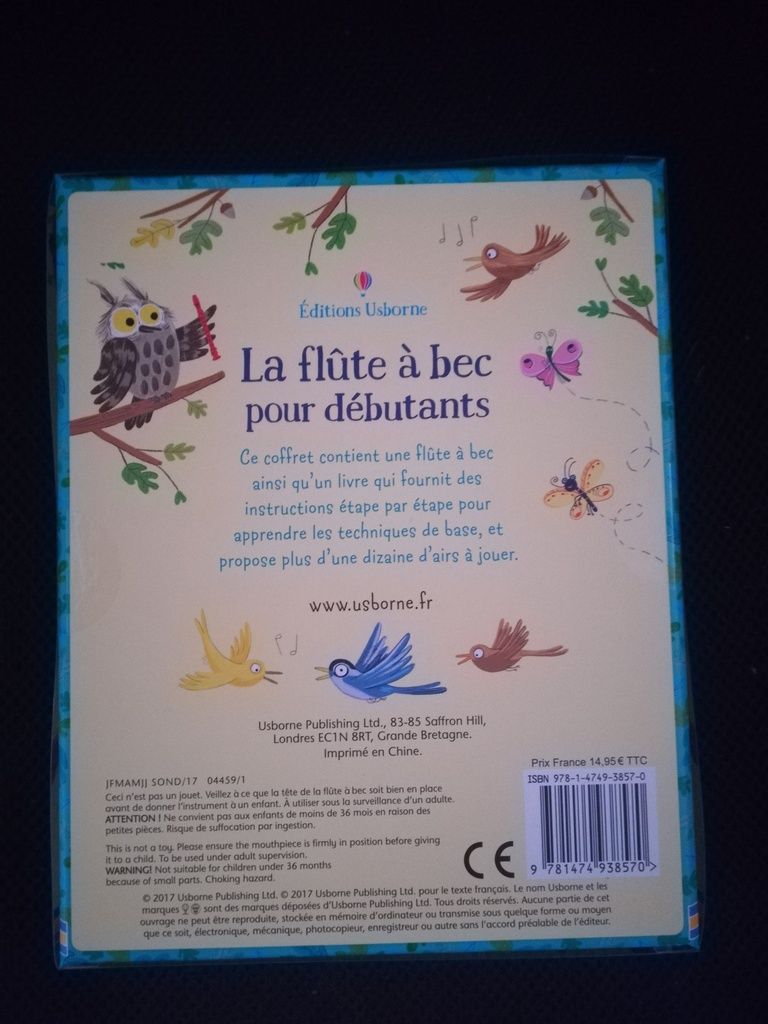 Éditions Usborne
La flûte à bec
pour débutants
Ce coffret contient une flûte à bec
ainsi qu'un livre qui fournit des
instructions étape par étape pour
apprendre les techniques de base, et
propose plus d'une dizaine d'airs à jouer.
www.usborne.fr
Usborne Publishing Ltd., 83-85 Saffron Hill,
Londres EC1N 8RT, Grande Bretagne.
Imprimé en Chine.
Prix France 14,95 € TTC
ISBN 978-1-4749-3857-0
9 781474 938570 >
JFMAMJJ SOND/17 04459/1
Ceci n'est pas un jouet. Veillez à ce que la tête de la flûte à bec soit bien en place
avant de donner l'instrument à un enfant. À utiliser sous la surveillance d'un adulte.
ATTENTION ! Ne convient pas aux enfants de moins de 36 mois en raison des
petites pièces. Risque de suffocation par ingestion.
This is not a toy. Please ensure the mouthpiece is firmly in position before giving
it to a child. To be used under adult supervision.
WARNING! Not suitable for children under 36 months
because of small parts. Choking hazard.
CE
© 2017 Usborne Publishing Ltd. © 2017 Usborne Publishing Ltd. pour le texte français. Le nom Usborne et les
marques sont des marques déposées d'Usborne Publishing Ltd. Tous droits réservés. Aucune partie de cet
ouvrage ne peut être reproduite, stockée en mémoire d'ordinateur ou transmise sous quelque forme ou moyen
que ce soit, électronique, mécanique, photocopieur, enregistreur ou autre sans l'accord préalable de l'éditeur.